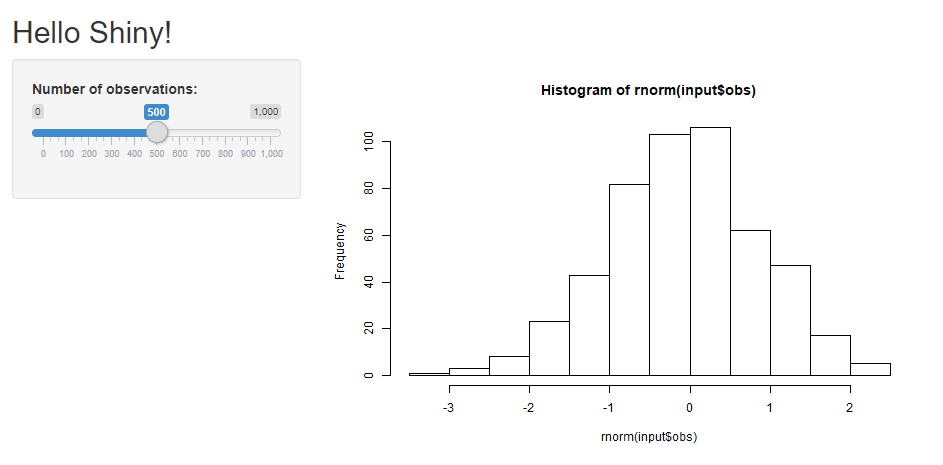 Hello Shiny!
Number of observations:
0 500 1,000
0 100 200 300 400 500 600 700 800 900 1,000
Histogram of rnorm(input$obs)
Frequency
0 20 40 60 80 100
-3 -2 -1 0 1 2
rnorm(input$obs)